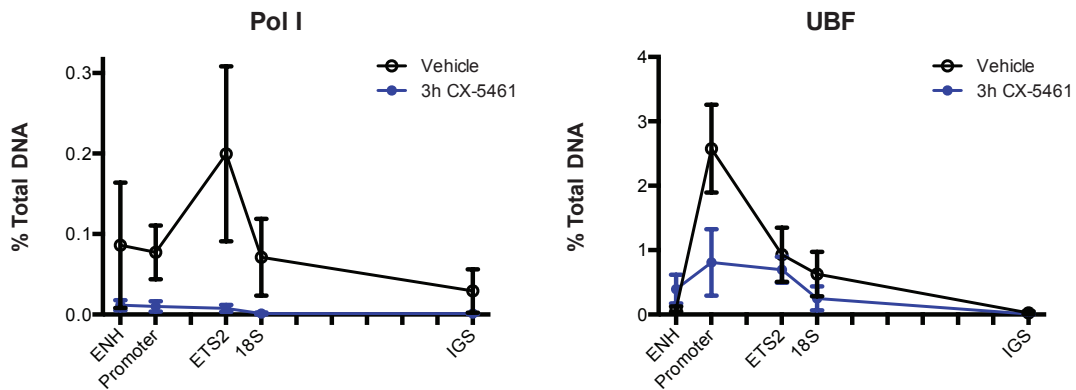 Pol I
% Total DNA
0.3
0.2
0.1
0.0
Vehicle
3h CX-5461
ENH
Promoter
ETS2
18S
IGS
UBF
% Total DNA
4
3
2
1
0
Vehicle
3h CX-5461
ENH
Promoter
ETS2
18S
IGS